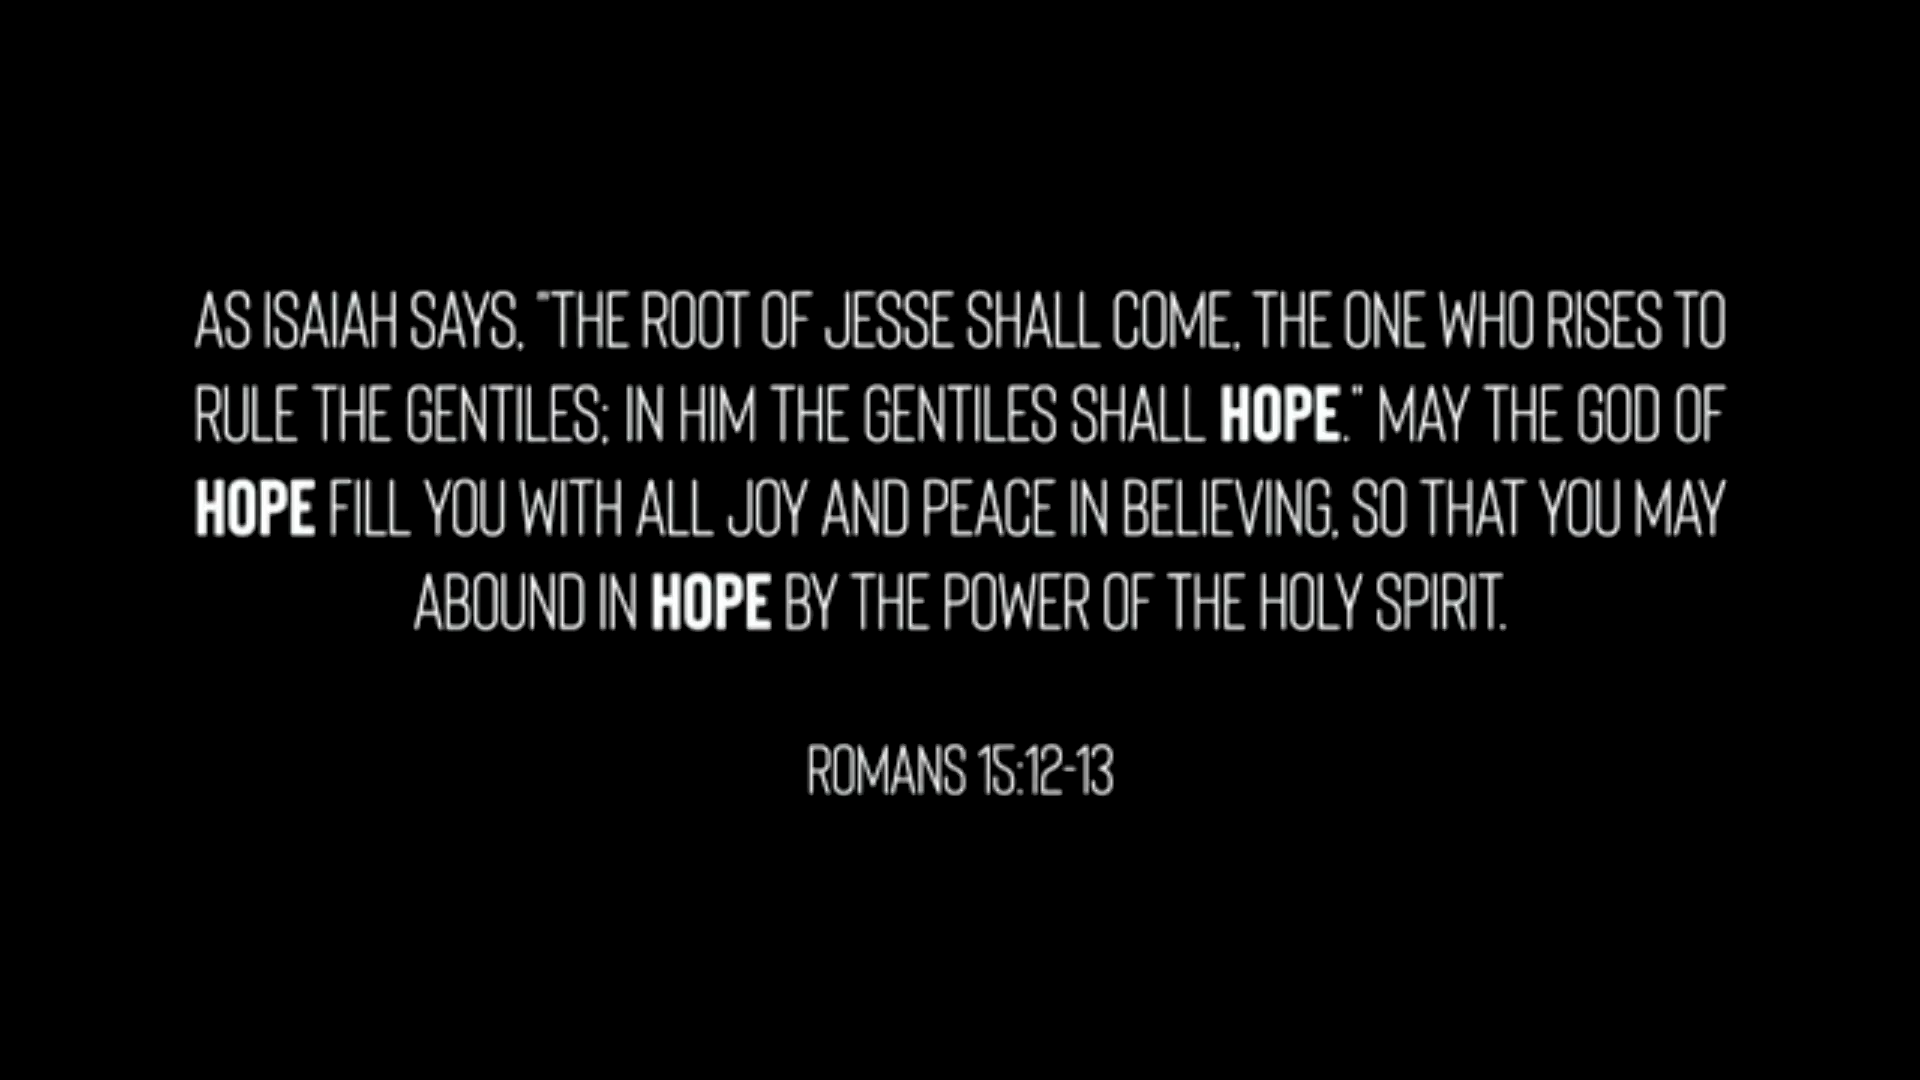 AS ISAIAH SAYS, "THE ROOT OF JESSE SHALL COME, THE ONE WHO RISES TO
RULE THE GENTILES; IN HIM THE GENTILES SHALL HOPE." MAY THE GOD OF
HOPE FILL YOU WITH ALL JOY AND PEACE IN BELIEVING, SO THAT YOU MAY
ABOUND IN HOPE BY THE POWER OF THE HOLY SPIRIT.
ROMANS 15:12-13